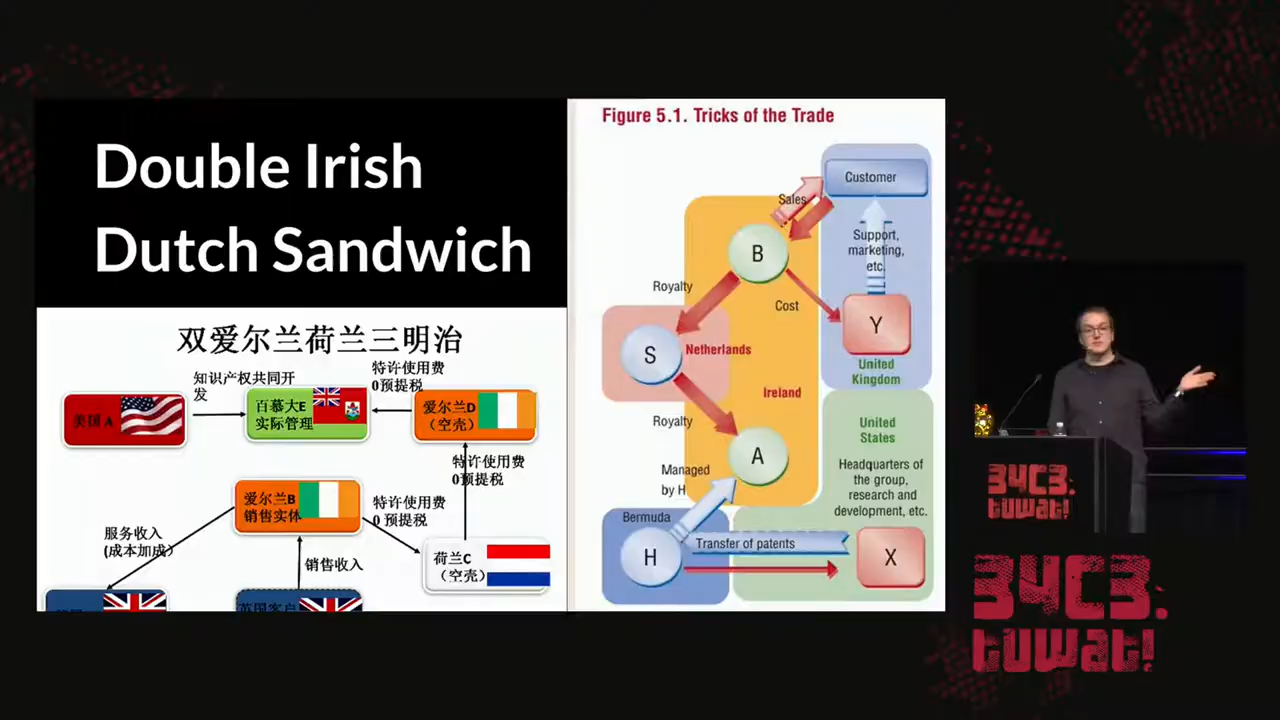 Double Irish
Dutch Sandwich
双爱尔兰荷兰三明治
知识产权共同开
发
特许使用费
0预提税
美国A
百慕大E
实际管理
爱尔兰D
（空壳）
特许使用费
0预提税
爱尔兰B
销售实体
特许使用费
0 预提税
服务收入
(成本加成)
销售收入
荷兰C
（空壳）
英国客户
Figure 5.1. Tricks of the Trade
Customer
Sales
B
Support,
marketing,
etc.
Royalty
Cost
Y
S
Netherlands
United
Kingdom
Ireland
Royalty
A
United
States
Managed
by H
Headquarters of
the group,
research and
development, etc.
Bermuda
H
Transfer of patents
X
34C3:
tuwat!
34C3:
tuwat!